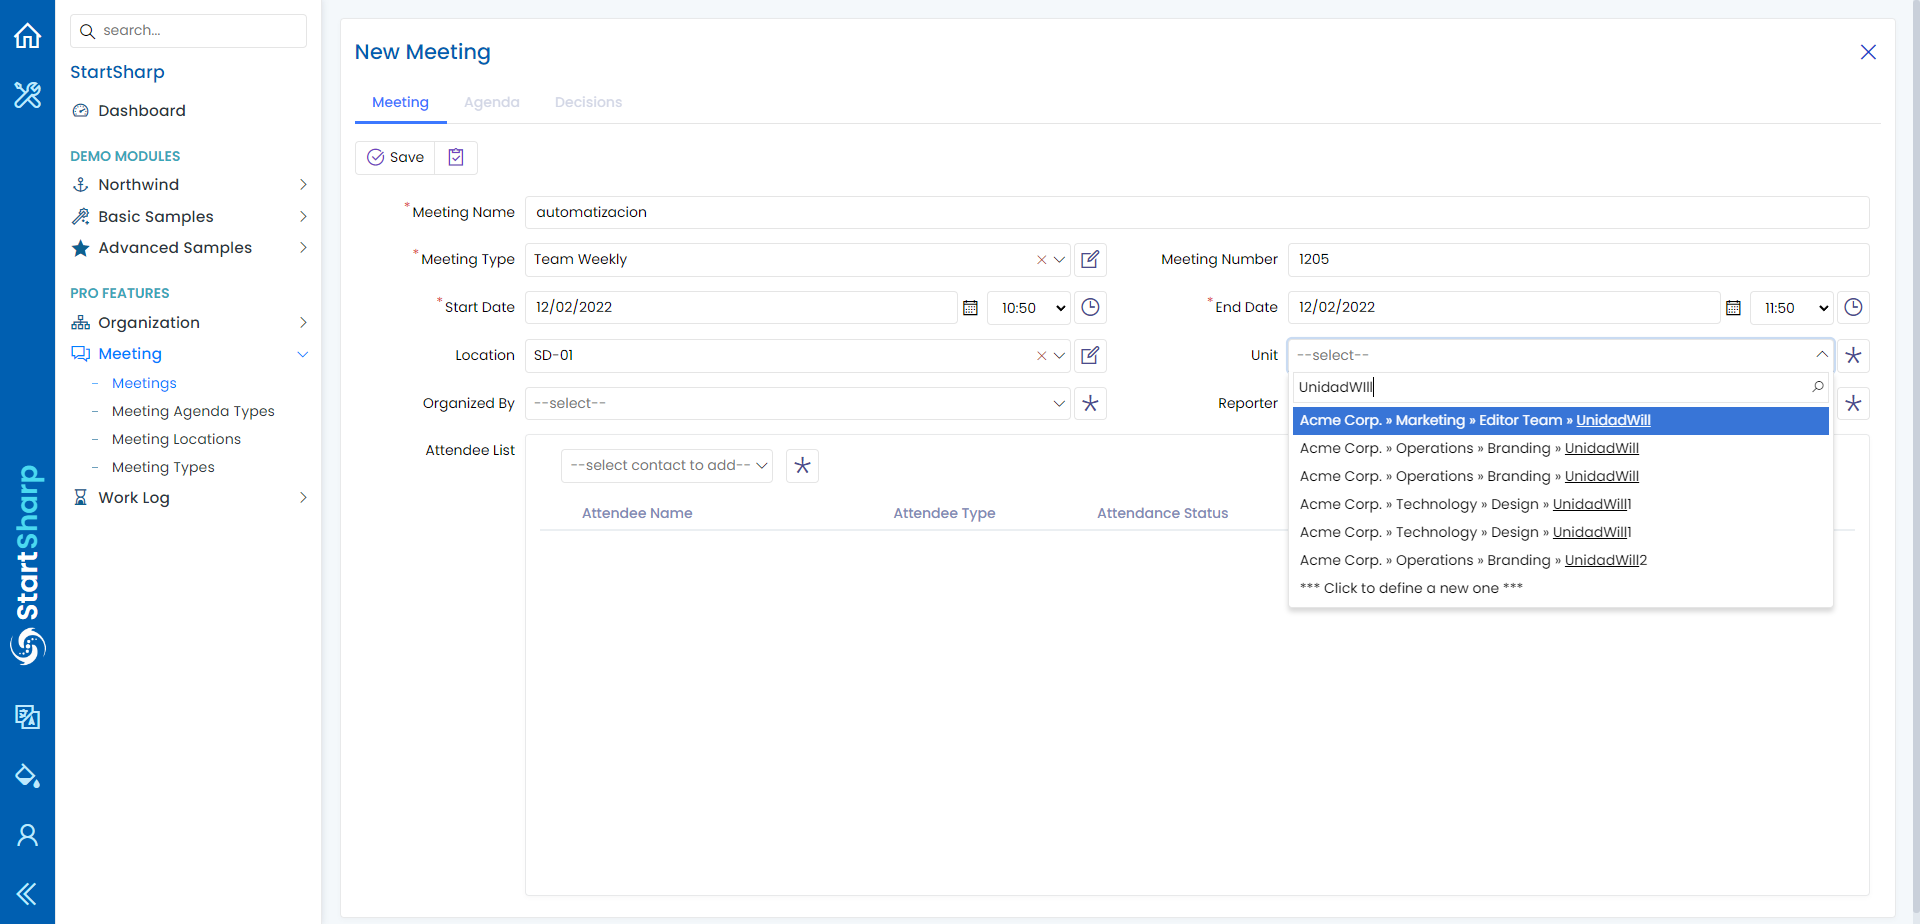 search...
StartSharp
Dashboard
DEMO MODULES
Northwind
Basic Samples
Advanced Samples
PRO FEATURES
Organization
Meeting
- Meetings
- Meeting Agenda Types
- Meeting Locations
- Meeting Types
Work Log
StartSharp
New Meeting
Meeting Agenda Decisions
Save
*Meeting Name automatizacion
*Meeting Type Team Weekly Meeting Number 1205
*Start Date 12/02/2022 10:50 *End Date 12/02/2022 11:50
Location SD-01 Unit --select--
UnidadWIll
Organized By --select-- Reporter
Acme Corp. » Marketing » Editor Team » UnidadWill
Acme Corp. » Operations » Branding » UnidadWill
Acme Corp. » Operations » Branding » UnidadWill
Acme Corp. » Technology » Design » UnidadWill1
Acme Corp. » Technology » Design » UnidadWill1
Acme Corp. » Operations » Branding » UnidadWill2
*** Click to define a new one ***
Attendee List --select contact to add--
Attendee Name Attendee Type Attendance Status